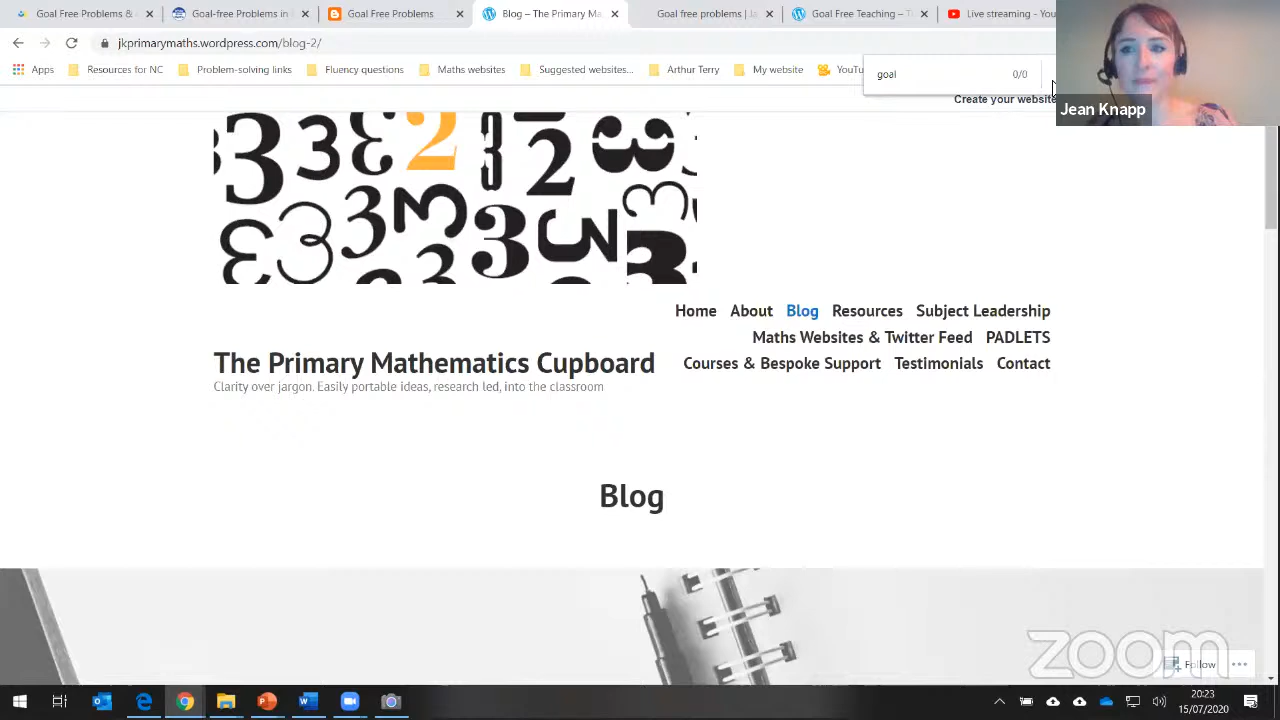 Goal Free Problems &
Goal-Free Problems in
Goal Free Problems
Blog – The Primary Ma
Goal free problems | Ja
Goal Free Teaching – T
Live streaming - You
jkprimarymaths.wordpress.com/blog-2/
Apps
Resources for NC
Problem-solving links
Fluency questions
Maths websites
Suggested websites...
Arthur Terry
My website
YouTu
goal
0/0
Create your website
Jean Knapp
Home
About
Blog
Resources
Subject Leadership
Maths Websites & Twitter Feed
PADLETS
Courses & Bespoke Support
Testimonials
Contact
The Primary Mathematics Cupboard
Clarity over jargon. Easily portable ideas, research led, into the classroom
Blog
zoom
Follow
20:23
15/07/2020